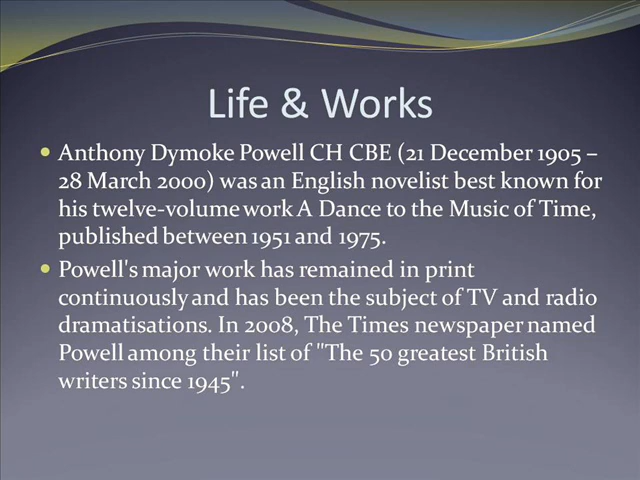 Life & Works
• Anthony Dymoke Powell CH CBE (21 December 1905 –
28 March 2000) was an English novelist best known for
his twelve-volume work A Dance to the Music of Time,
published between 1951 and 1975.
• Powell's major work has remained in print
continuously and has been the subject of TV and radio
dramatisations. In 2008, The Times newspaper named
Powell among their list of "The 50 greatest British
writers since 1945".